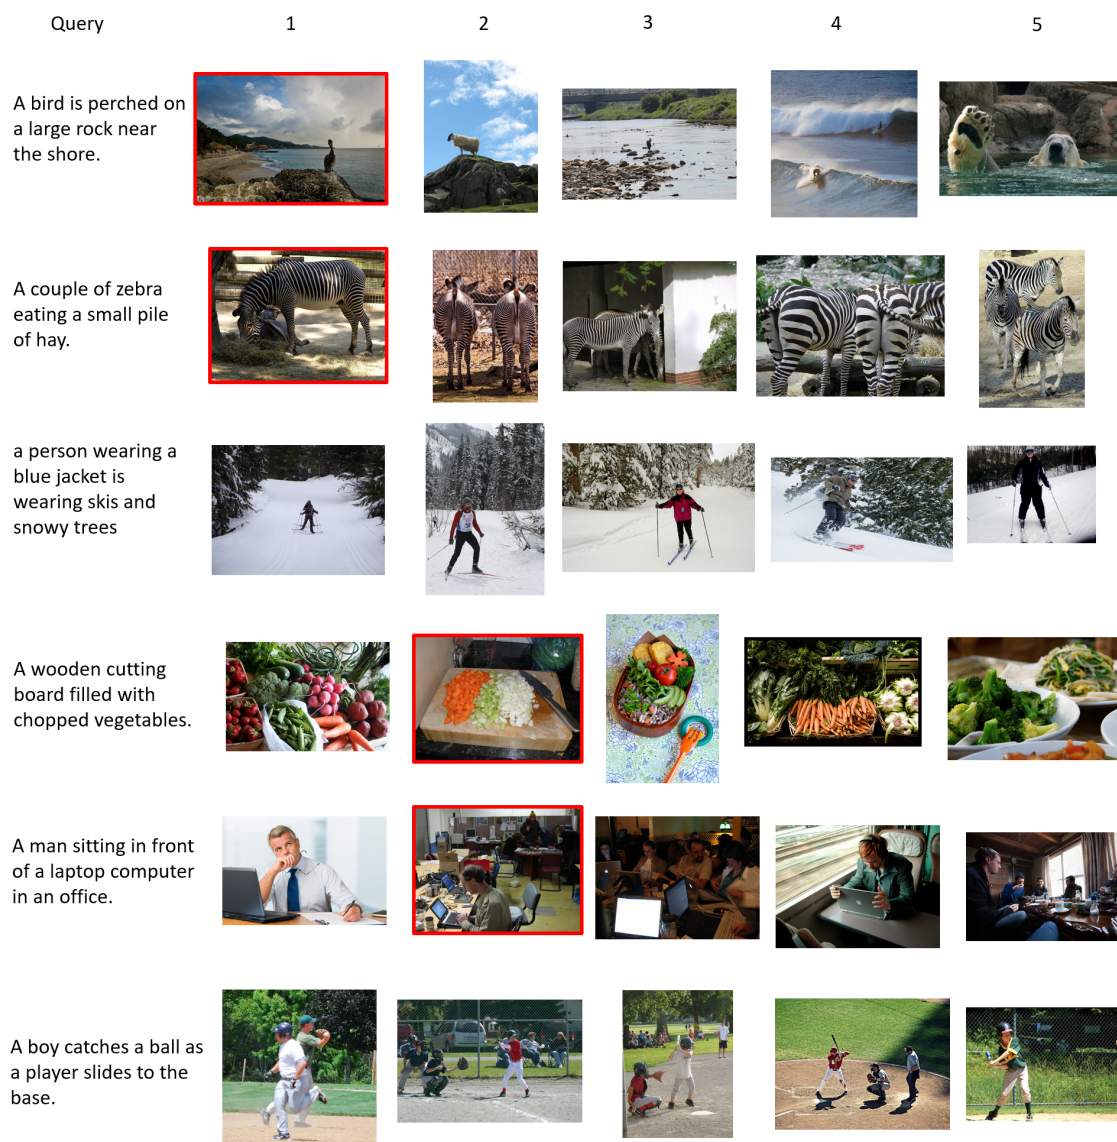 Query 1 2 3 4 5
A bird is perched on
a large rock near
the shore.
A couple of zebra
eating a small pile
of hay.
a person wearing a
blue jacket is
wearing skis and
snowy trees
A wooden cutting
board filled with
chopped vegetables.
A man sitting in front
of a laptop computer
in an office.
A boy catches a ball as
a player slides to the
base.